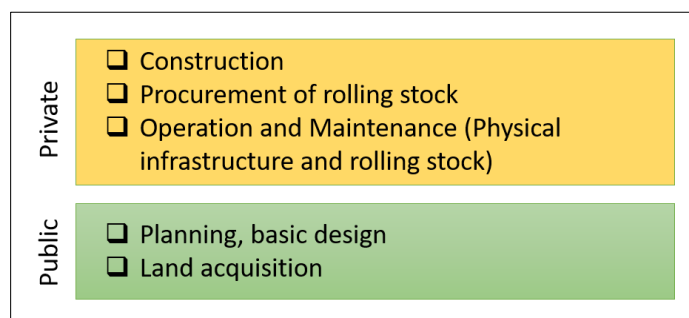 Private
❑ Construction
❑ Procurement of rolling stock
❑ Operation and Maintenance (Physical
infrastructure and rolling stock)
Public
❑ Planning, basic design
❑ Land acquisition